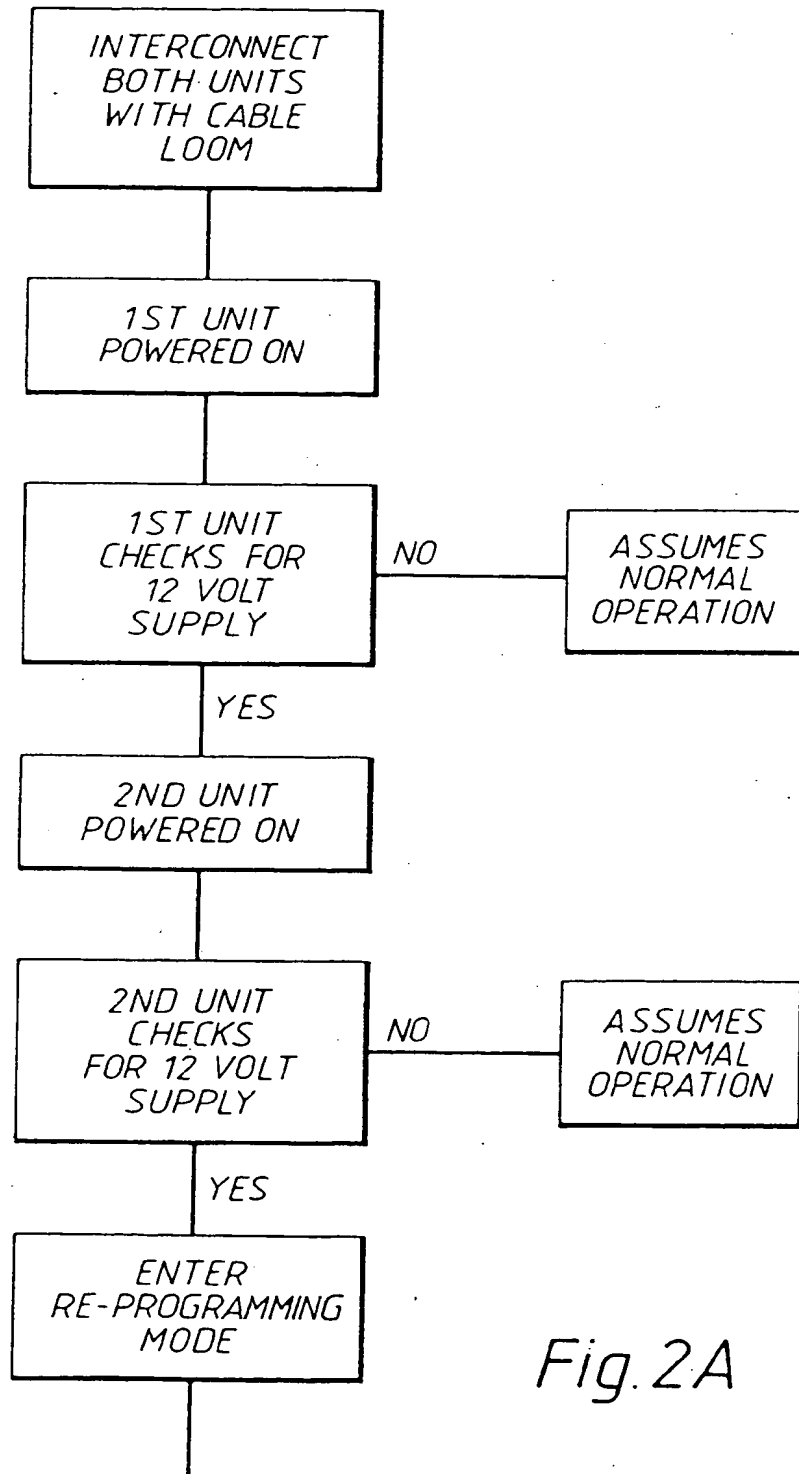 INTERCONNECT
BOTH UNITS
WITH CABLE
LOOM
1ST UNIT
POWERED ON
1ST UNIT
CHECKS FOR
12 VOLT
SUPPLY
NO
ASSUMES
NORMAL
OPERATION
YES
2ND UNIT
POWERED ON
2ND UNIT
CHECKS
FOR 12 VOLT
SUPPLY
NO
ASSUMES
NORMAL
OPERATION
YES
ENTER
RE-PROGRAMMING
MODE
Fig. 2A